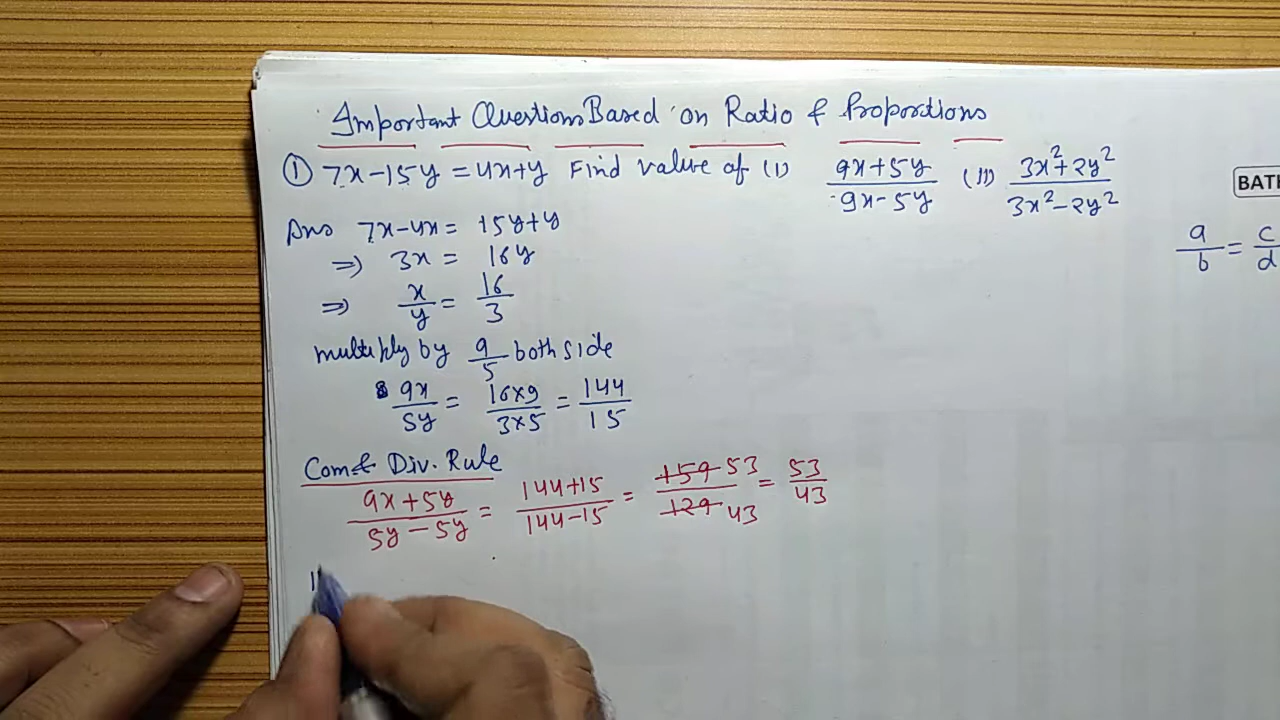 Important Questions Based on Ratio & Proportions
① 7x-15y = 4x+y Find value of (I) 9x+5y/9x-5y (II) 3x²+2y²/3x²-2y²
Ans 7x-4x = 15y+y
⇒ 3x = 16y
⇒ x/y = 16/3
multiply by 9/5 both side
9x/5y = 16×9/3×5 = 144/15
Com & Div. Rule
9x+5y/5y-5y = 144+15/144-15 = 159 53/129 43 = 53/43
a/b = c/d
BATH